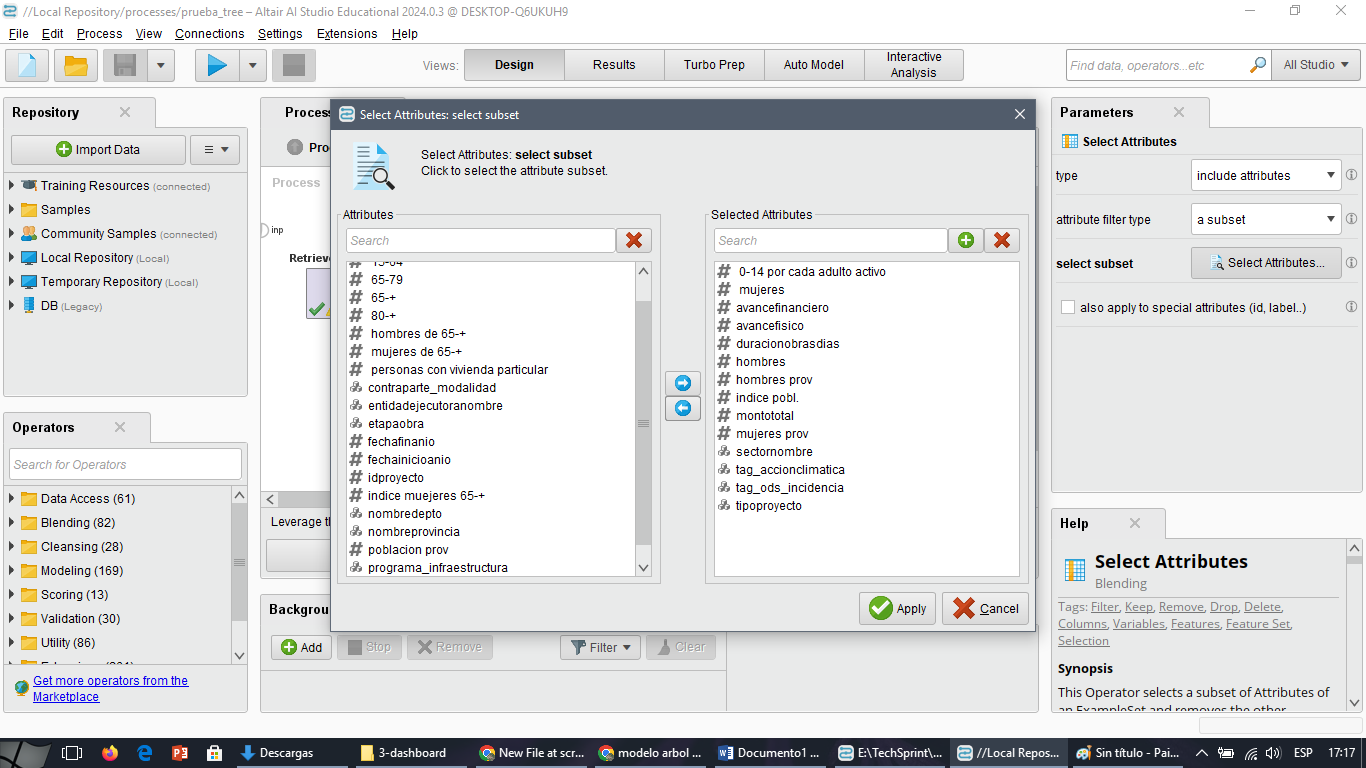 //Local Repository/processes/prueba_tree – Altair AI Studio Educational 2024.0.3 @ DESKTOP-Q6UKUH9
File Edit Process View Connections Settings Extensions Help
Views: Design Results Turbo Prep Auto Model Interactive Analysis
Find data, operators...etc
All Studio
Repository
Import Data
Training Resources (connected)
Samples
Community Samples (connected)
Local Repository (Local)
Temporary Repository (Local)
DB (Legacy)
Operators
Search for Operators
Data Access (61)
Blending (82)
Cleansing (28)
Modeling (169)
Scoring (13)
Validation (30)
Utility (86)
Get more operators from the
Marketplace
Process
inp
Select Attributes: select subset
Select Attributes: select subset
Click to select the attribute subset.
Attributes
Search
15-64
65-79
65-+
80-+
hombres de 65-+
mujeres de 65-+
personas con vivienda particular
contraparte_modalidad
entidadejecutoranombre
etapaobra
fechafinanio
fechainicioanio
idproyecto
indice muejeres 65-+
nombredepto
nombreprovincia
poblacion prov
programa_infraestructura
Selected Attributes
Search
0-14 por cada adulto activo
mujeres
avancefinanciero
avancefisico
duracionobrasdias
hombres
hombres prov
indice pobl.
montototal
mujeres prov
sectornombre
tag_accionclimatica
tag_ods_incidencia
tipoproyecto
Apply
Cancel
Add
Stop
Remove
Filter
Clear
Parameters
Select Attributes
type
include attributes
attribute filter type
a subset
select subset
Select Attributes...
also apply to special attributes (id, label..)
Help
Select Attributes
Blending
Tags: Filter, Keep, Remove, Drop, Delete,
Columns, Variables, Features, Feature Set,
Selection
Synopsis
This Operator selects a subset of Attributes of
an ExampleSet and removes the other
Descargas
3-dashboard
New File at scr...
modelo arbol ...
Documento1 ...
E:\TechSprint\...
//Local Repos...
Sin título - Pai...
ESP
17:17